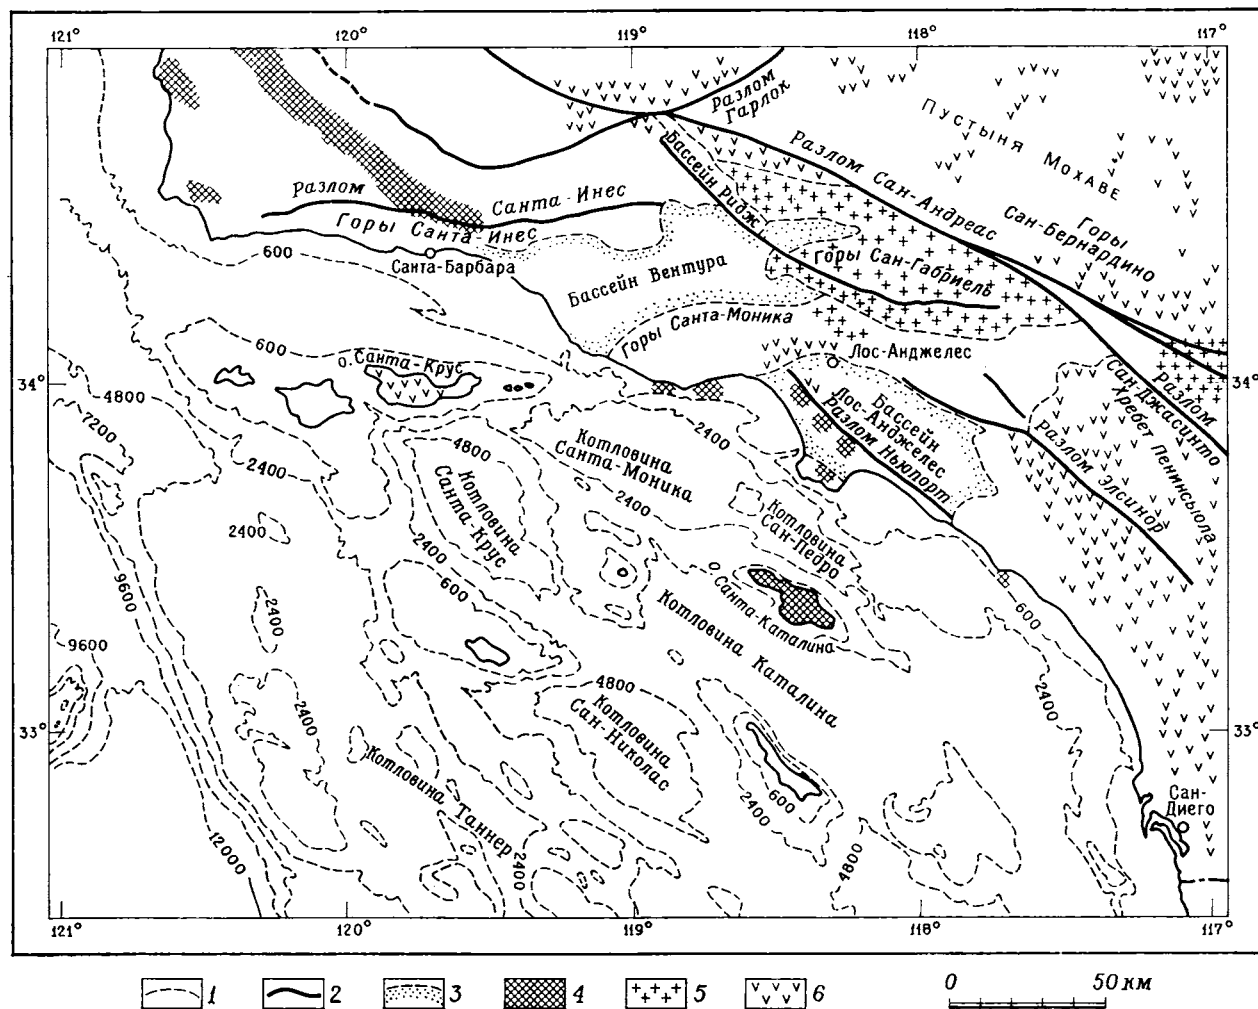 121°
120°
119°
118°
117°
Разлом
Гарлок
Пустыня Мохаве
Разлом Сан-Андреас
Бассейн Ридж
Горы
Сан-Бернардино
Разлом Санта-Инес
Горы Санта-Инес
Санта-Барбара
600
Бассейн Вентура
Горы Сан-Габриель
Горы Санта-Моника
Лос-Анджелес
600
о. Санта-Крус
34°
34°
4800
7200
2400
2400
Бассейн
Лос-Анджелес
Разлом Ньюпорт
Разлом
Сан-Джасинто
Хребет Пенинсьюла
Разлом Элсинор
4800
Котловина
Санта-Моника
2400
Котловина
Санта-Крус
2400
2400
Котловина
Сан-Педро
9600
2400
600
о. Санта-Каталина
600
Котловина Каталина
9600
4800
33°
33°
2400
2400
Котловина
Сан-Николас
Котловина Таннер
600
2400
Сан-
Диего
12000
2400
4800
121°
120°
119°
118°
117°
1
2
3
4
5
6
0
50 км